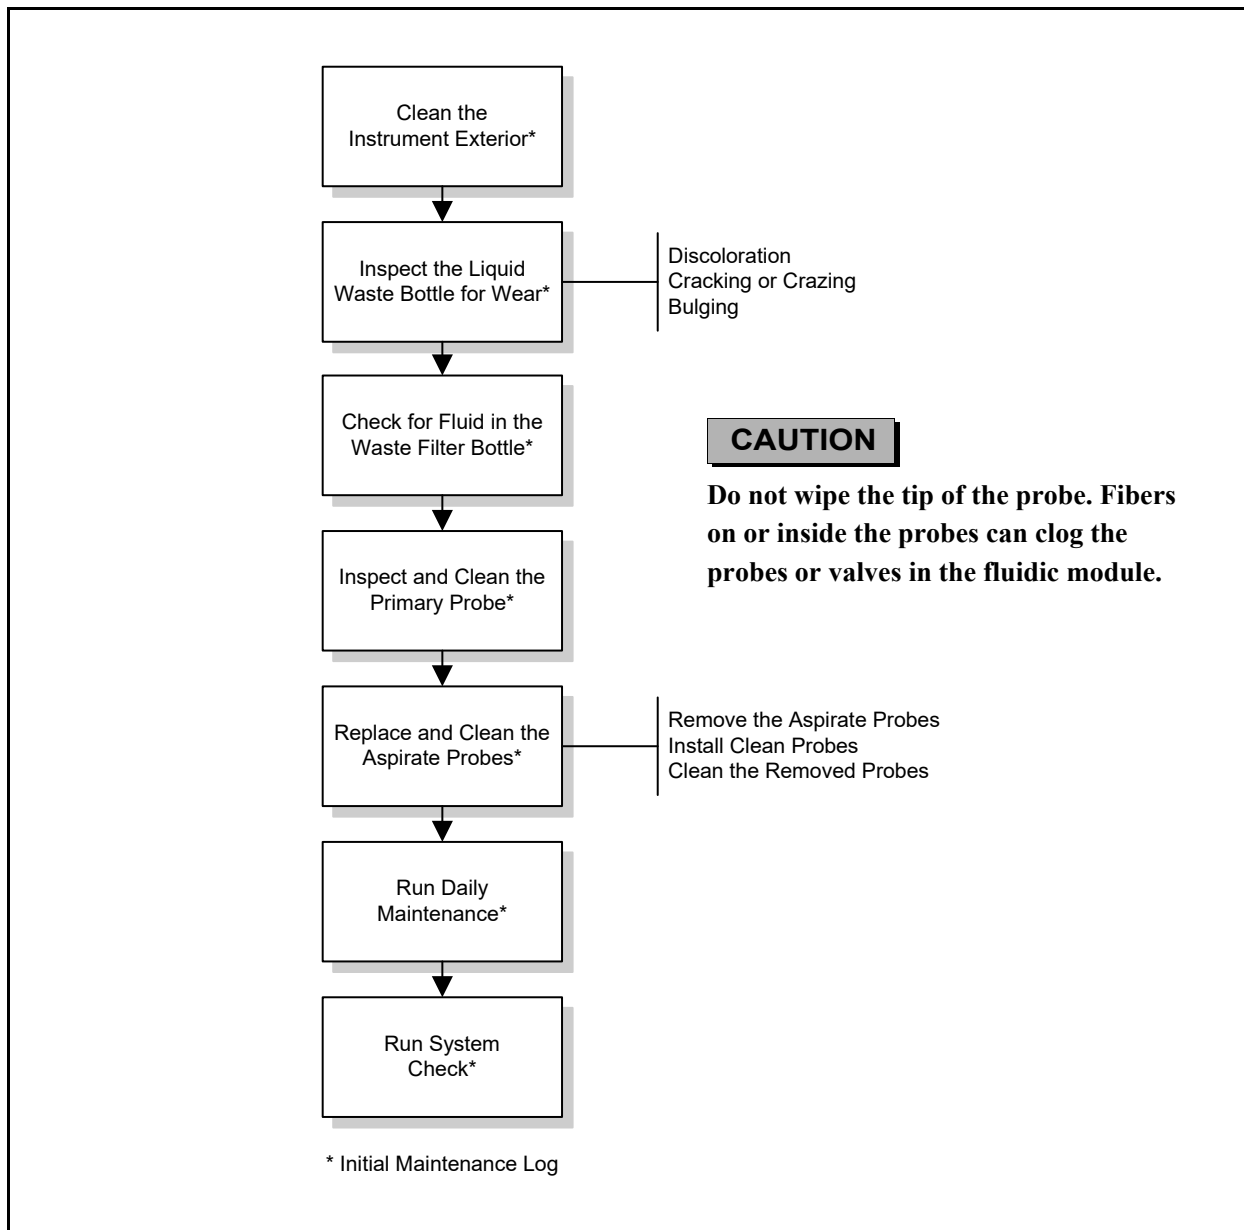 Clean the
Instrument Exterior*
Inspect the Liquid
Waste Bottle for Wear*
Discoloration
Cracking or Crazing
Bulging
Check for Fluid in the
Waste Filter Bottle*
CAUTION
Do not wipe the tip of the probe. Fibers
on or inside the probes can clog the
probes or valves in the fluidic module.
Inspect and Clean the
Primary Probe*
Replace and Clean the
Aspirate Probes*
Remove the Aspirate Probes
Install Clean Probes
Clean the Removed Probes
Run Daily
Maintenance*
Run System
Check*
* Initial Maintenance Log